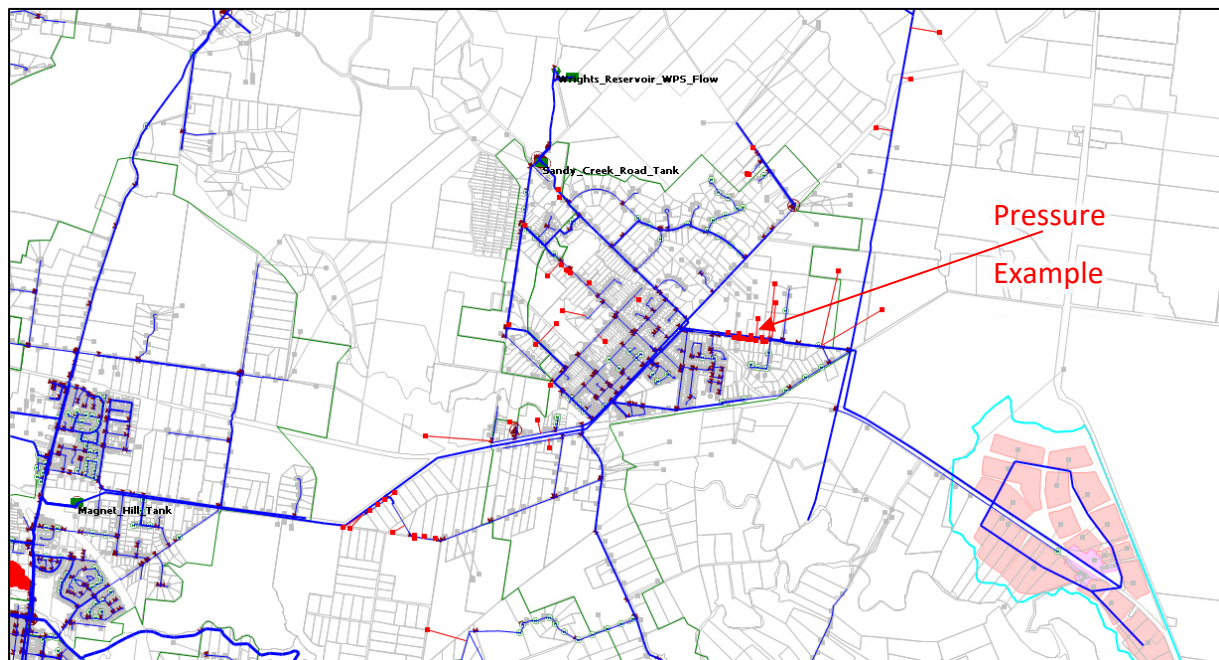 Wrights_Reservoir_WPS_Flow
Sandy_Creek_Road_Tank
Pressure
Example
Magnet_Hill_Tank